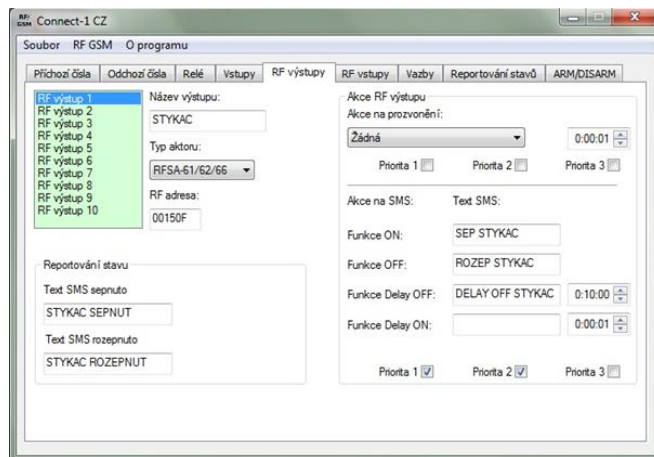 RF/GSM Connect-1 CZ
Soubor RF GSM O programu
Příchozí čísla Odchozí čísla Relé Vstupy RF výstupy RF vstupy Vazby Reportování stavů ARM/DISARM
RF výstup 1
RF výstup 2
RF výstup 3
RF výstup 4
RF výstup 5
RF výstup 6
RF výstup 7
RF výstup 8
RF výstup 9
RF výstup 10
Název výstupu:
STYKAC
Typ aktoru:
RFSA-61/62/66
RF adresa:
00150F
Reportování stavu
Text SMS sepnuto
STYKAC SEPNUT
Text SMS rozepnuto
STYKAC ROZEPNUT
Akce RF výstupu
Akce na prozvonění:
Žádná 0:00:01
Priorita 1 Priorita 2 Priorita 3
Akce na SMS: Text SMS:
Funkce ON: SEP STYKAC
Funkce OFF: ROZEP STYKAC
Funkce Delay OFF: DELAY OFF STYKAC 0:10:00
Funkce Delay ON: 0:00:01
Priorita 1 Priorita 2 Priorita 3